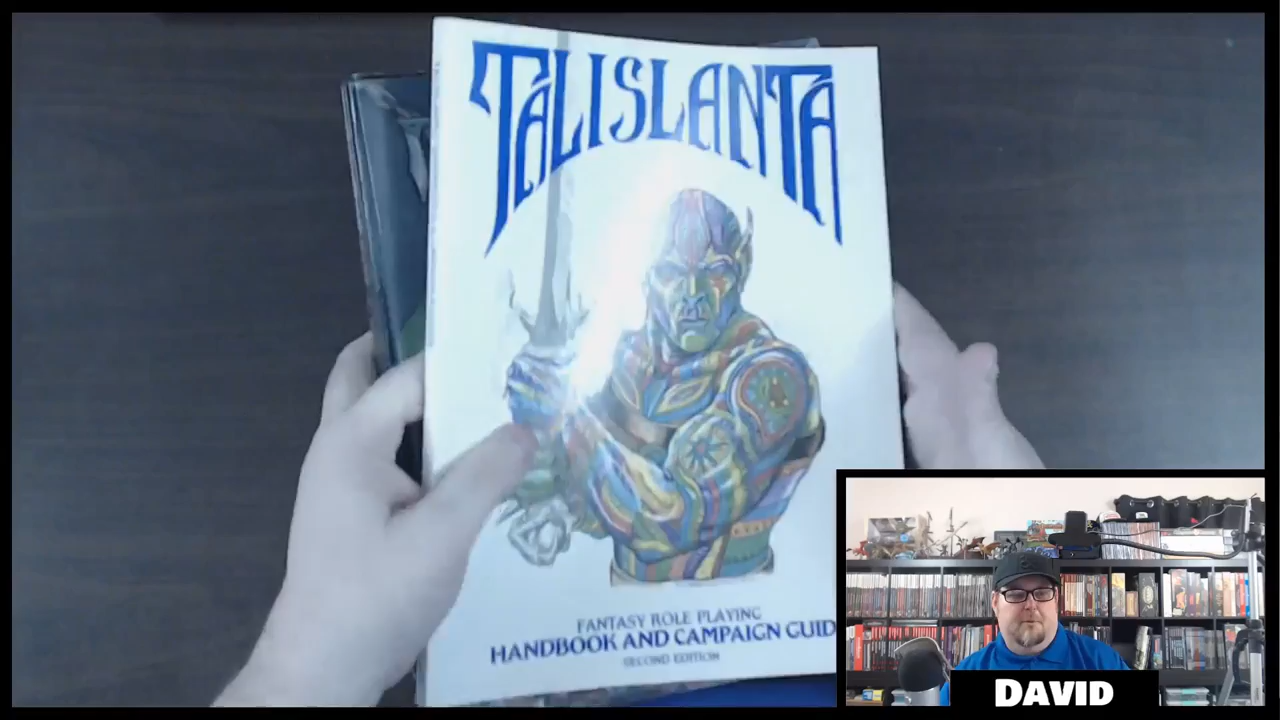 TALISLANTA
FANTASY ROLE PLAYING
HANDBOOK AND CAMPAIGN GUID
SECOND EDITION
DAVID